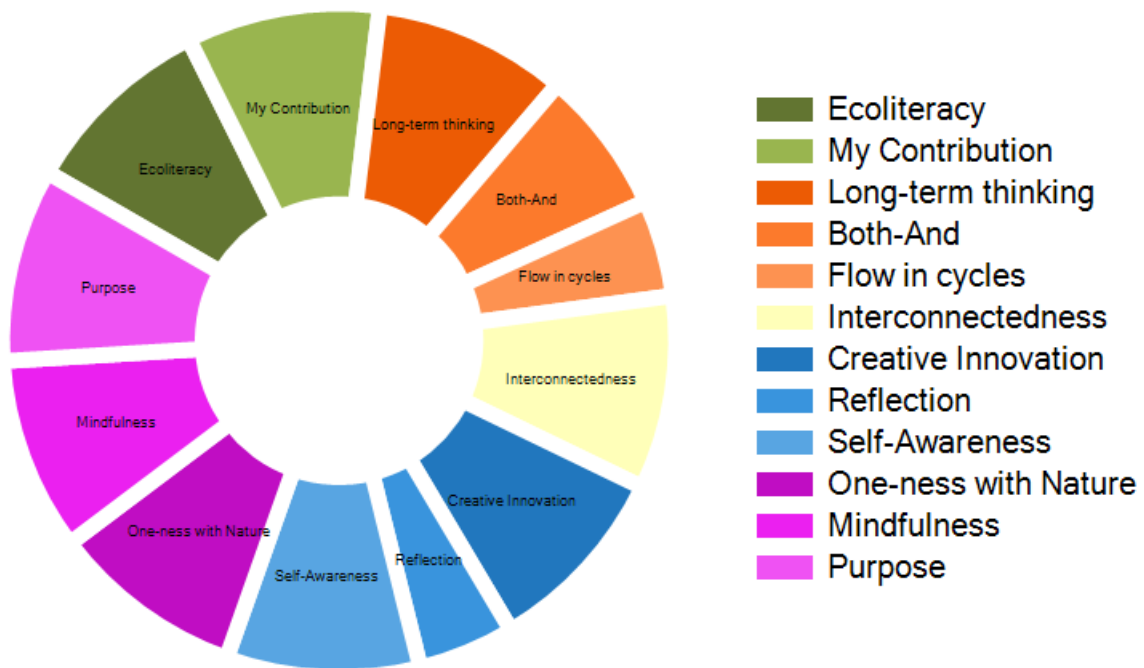 My Contribution
Long-term thinking
Ecoliteracy
Both-And
Flow in cycles
Purpose
Interconnectedness
Mindfulness
Creative Innovation
One-ness with Nature
Reflection
Self-Awareness
Ecoliteracy
My Contribution
Long-term thinking
Both-And
Flow in cycles
Interconnectedness
Creative Innovation
Reflection
Self-Awareness
One-ness with Nature
Mindfulness
Purpose